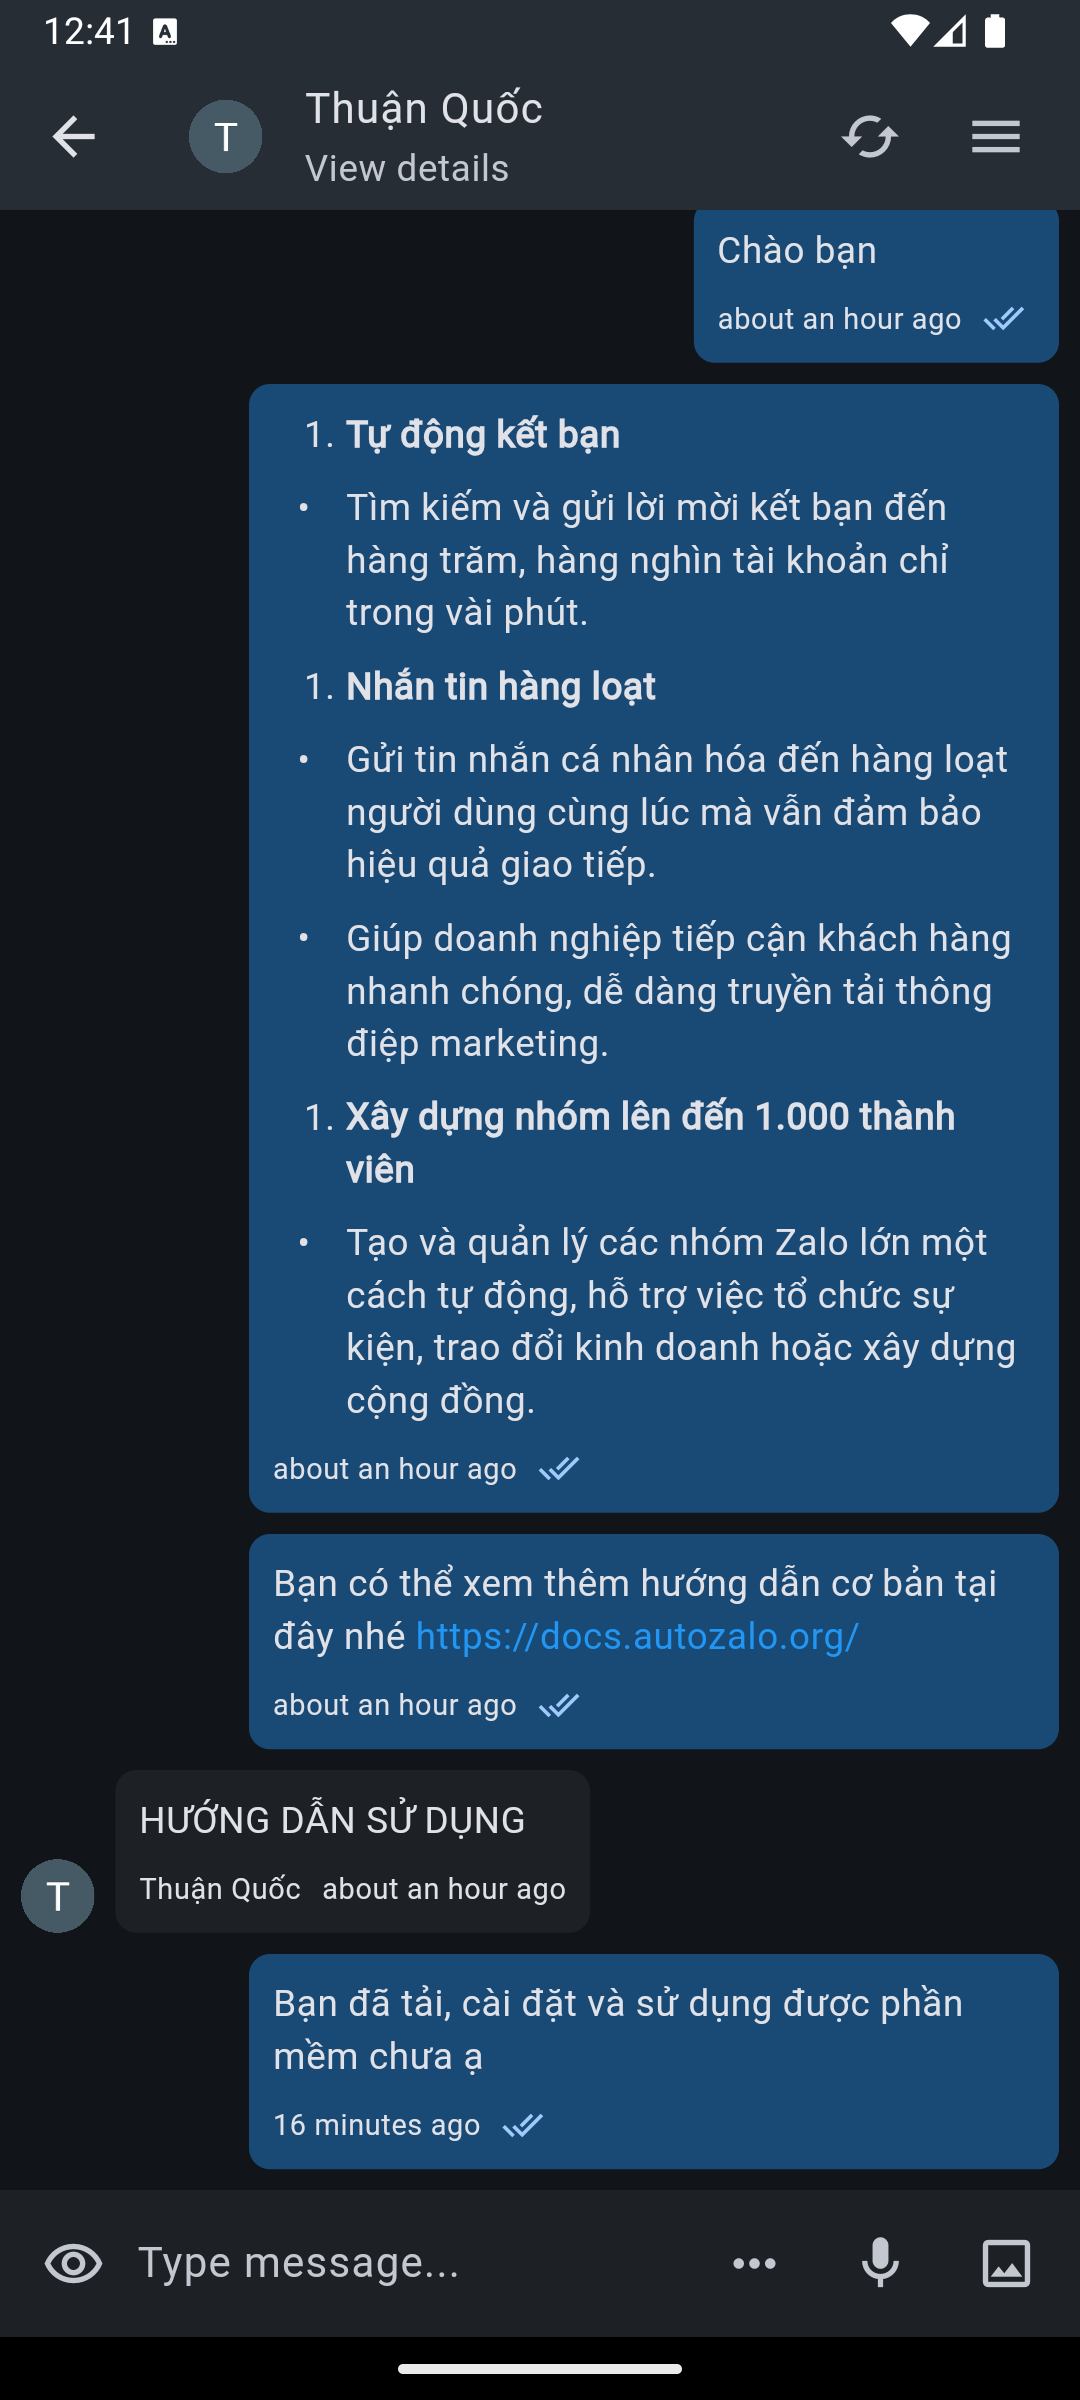 12:41
T
Thuận Quốc
View details
Chào bạn
about an hour ago
1. Tự động kết bạn
• Tìm kiếm và gửi lời mời kết bạn đến
hàng trăm, hàng nghìn tài khoản chỉ
trong vài phút.
1. Nhắn tin hàng loạt
• Gửi tin nhắn cá nhân hóa đến hàng loạt
người dùng cùng lúc mà vẫn đảm bảo
hiệu quả giao tiếp.
• Giúp doanh nghiệp tiếp cận khách hàng
nhanh chóng, dễ dàng truyền tải thông
điệp marketing.
1. Xây dựng nhóm lên đến 1.000 thành
viên
• Tạo và quản lý các nhóm Zalo lớn một
cách tự động, hỗ trợ việc tổ chức sự
kiện, trao đổi kinh doanh hoặc xây dựng
cộng đồng.
about an hour ago
Bạn có thể xem thêm hướng dẫn cơ bản tại
đây nhé https://docs.autozalo.org/
about an hour ago
HƯỚNG DẪN SỬ DỤNG
T
Thuận Quốc about an hour ago
Bạn đã tải, cài đặt và sử dụng được phần
mềm chưa ạ
16 minutes ago
Type message...